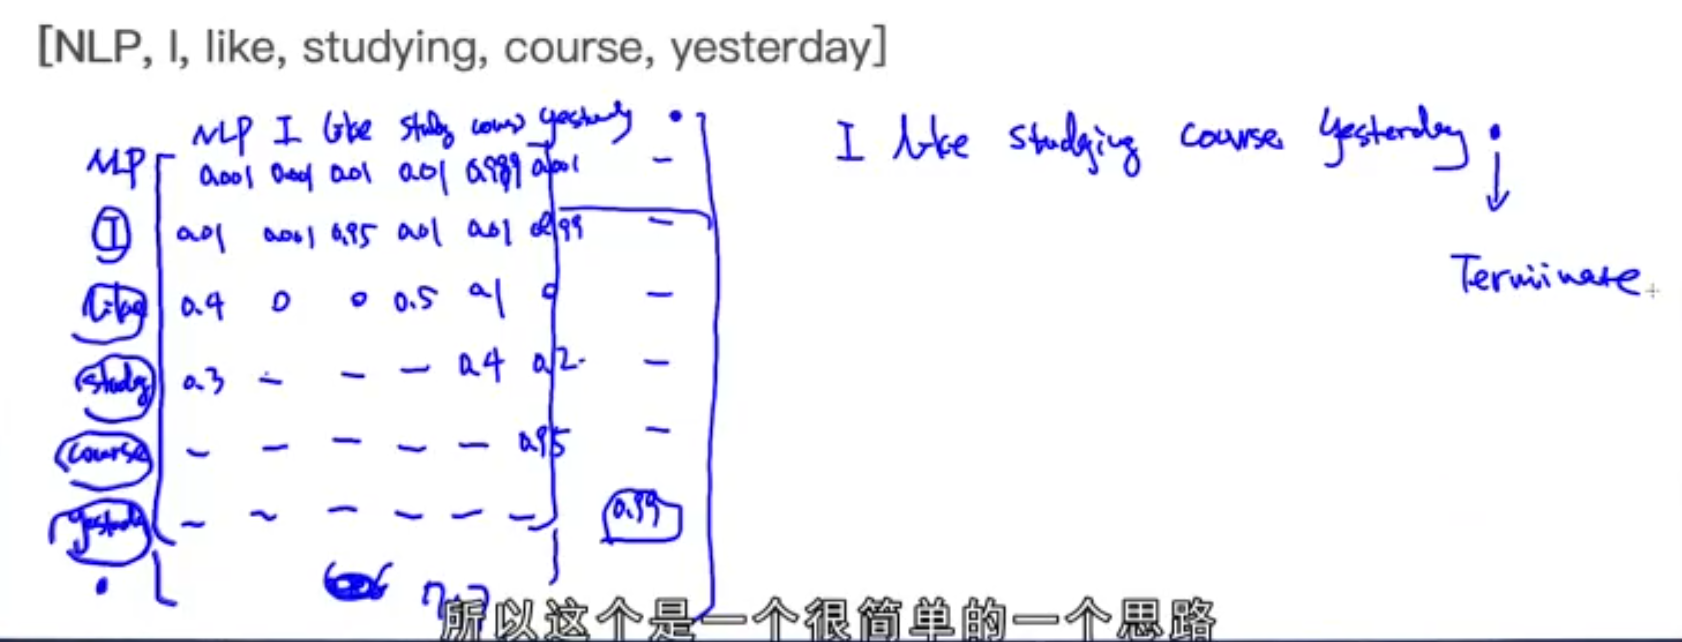 [NLP, I, like, studying, course, yesterday]
NLP I like study cours yesterday .
NLP 0.001 0.001 0.01 0.01 0.999 0.001 —
I 0.01 0.001 0.95 0.01 0.01 0.99 —
like 0.4 0 0 0.5 0.1 0 —
study 0.3 — — — 0.4 0.2 —
course — — — — — 0.95 —
yesterday — — — — — — 0.99
.
7x7
I like studying course yesterday .
Terminate
所以这个是一个很简单的一个思路